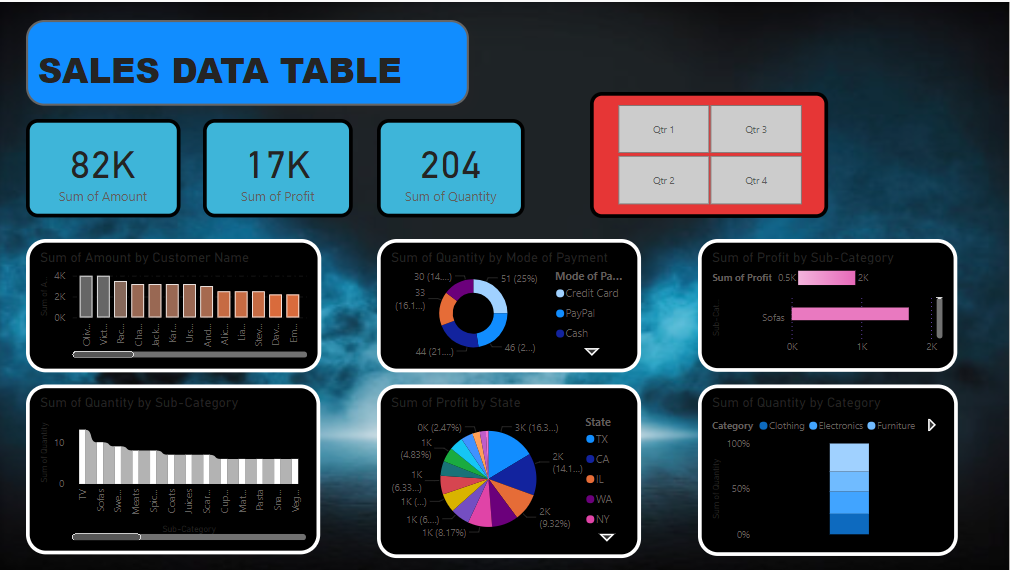 SALES DATA TABLE
82K
Sum of Amount
17K
Sum of Profit
204
Sum of Quantity
Qtr 1
Qtr 3
Qtr 2
Qtr 4
Sum of Amount by Customer Name
4K
2K
0K
Sum of A...
Oliv...
Vict...
Rac...
Cha...
Jack...
Kar...
Urs...
And...
Alic...
Lia...
Stev...
Dav...
Em...
Sum of Quantity by Mode of Payment
30 (14....)
51 (25%)
33
(16.1...)
44 (21....)
46 (2...)
Mode of Pa...
Credit Card
PayPal
Cash
Sum of Profit by Sub-Category
Sum of Profit 0.5K 2K
Sub-Cat...
Sofas
0K 1K 2K
Sum of Quantity by Sub-Category
Sum of Quantity
10
0
TV
Sofas
Swe...
Meats
Spic...
Coats
Juices
Scar...
Cup...
Mat...
Pasta
Sna...
Veg...
Sub-Category
Sum of Profit by State
0K (2.47%)
3K (16.3...)
1K
(4.83%)
2K
(14.1...)
1K
(6.33...)
1K (...)
2K
(9.32%)
1K (6....)
1K (8.17%)
State
TX
CA
IL
WA
NY
Sum of Quantity by Category
Category Clothing Electronics Furniture
Sum of Quantity
100%
50%
0%